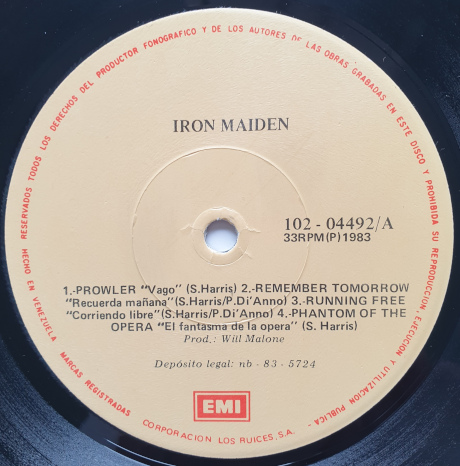 RESERVADOS TODOS LOS DERECHOS DEL PRODUCTOR FONOGRAFICO Y DE LOS AUTORES DE LAS OBRAS GRABADAS EN ESTE DISCO Y PROHIBIDA SU REPRODUCCION, EJECUCION Y UTILIZACION PUBLICA -
IRON MAIDEN
102 - 04492/A
33RPM(P)1983
1.-PROWLER "Vago" (S.Harris) 2.-REMEMBER TOMORROW
"Recuerda mañana" (S.Harris/P.Di'Anno) 3.-RUNNING FREE
"Corriendo libre" (S.Harris/P.Di'Anno) 4.-PHANTOM OF THE
OPERA "El fantasma de la opera" (S. Harris)
Prod.: Will Malone
Depósito legal: nb - 83 - 5724
EMI
HECHO EN VENEZUELA MARCAS REGISTRADAS
CORPORACION LOS RUICES, S.A.